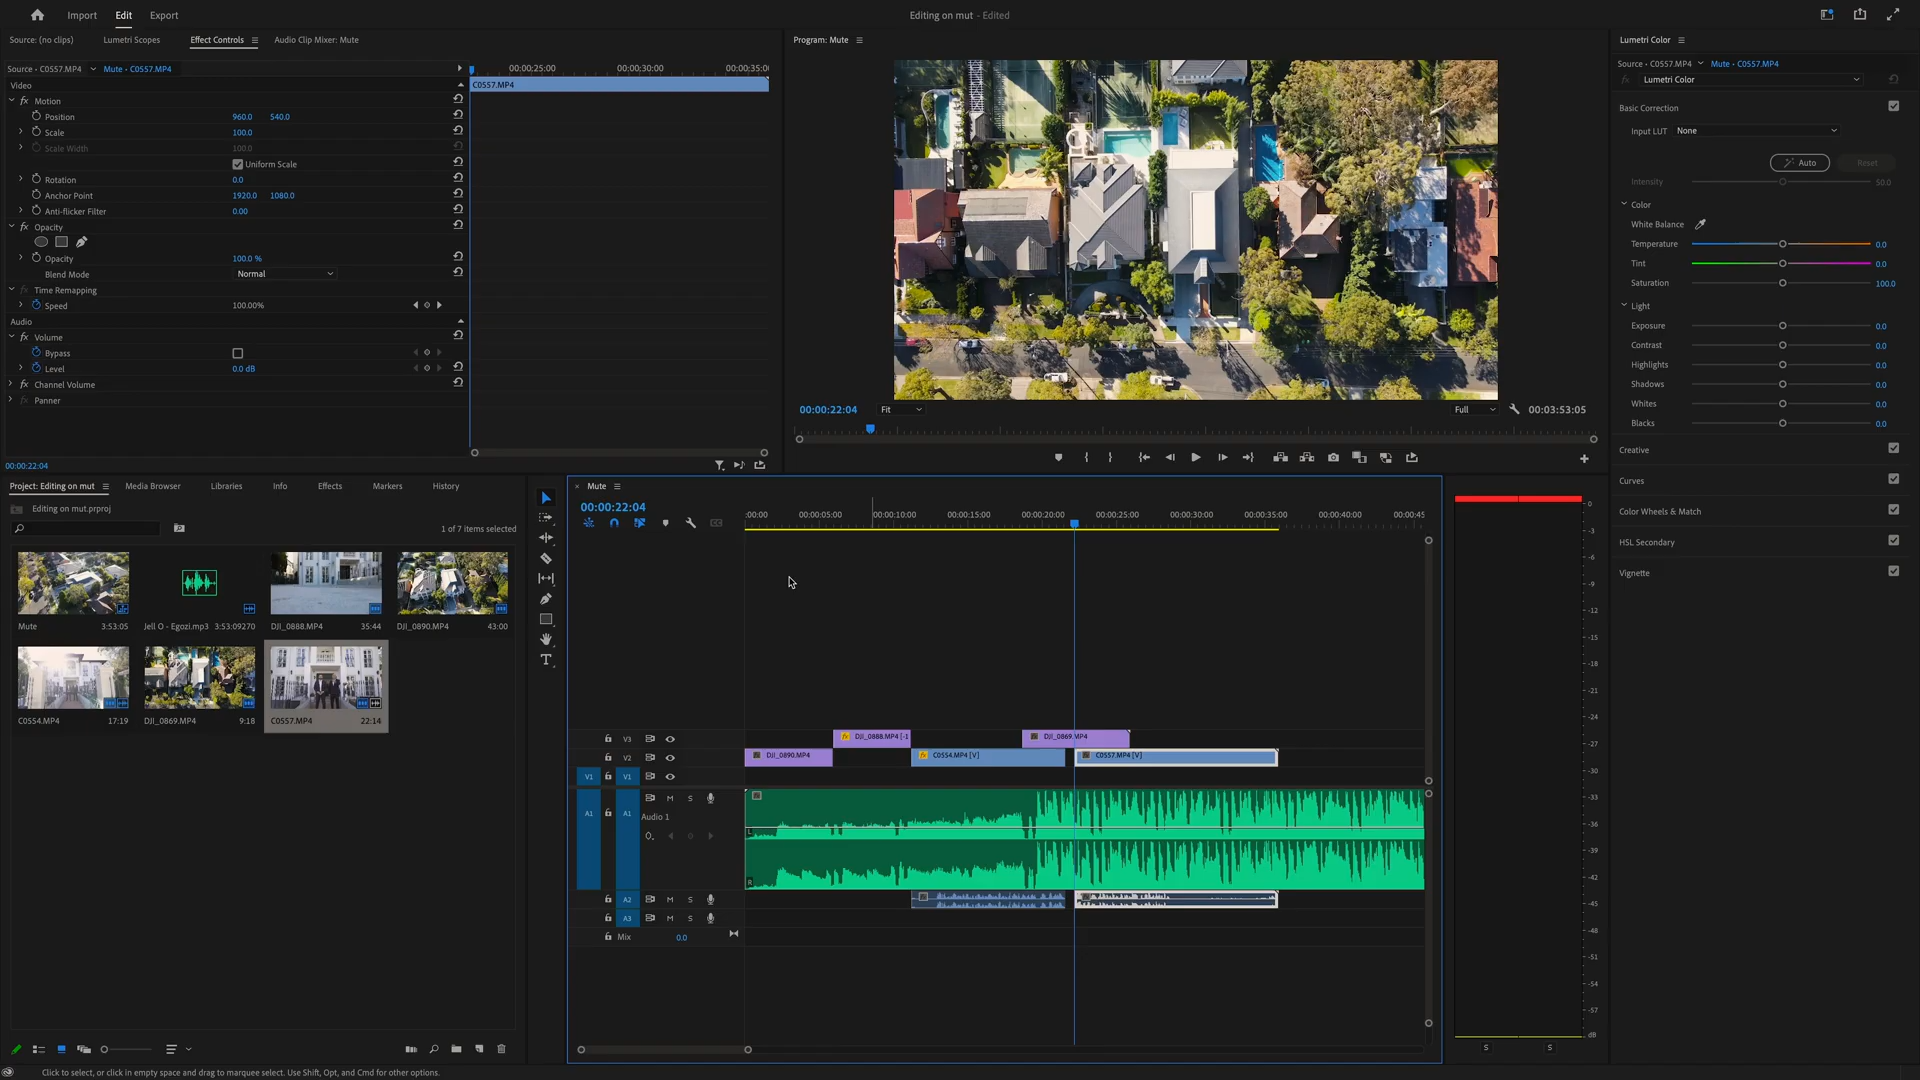 Import Edit Export
Editing on mut - Edited
Source: (no clips) Lumetri Scopes Effect Controls Audio Clip Mixer: Mute
Source • C0557.MP4 Mute • C0557.MP4
00:00:25:00 00:00:30:00 00:00:35:0
Video
C0557.MP4
fx Motion
Position 960.0 540.0
Scale 100.0
Scale Width 100.0
Uniform Scale
Rotation 0.0
Anchor Point 1920.0 1080.0
Anti-flicker Filter 0.00
fx Opacity
Opacity 100.0 %
Blend Mode Normal
fx Time Remapping
Speed 100.00%
Audio
fx Volume
Bypass
Level 0.0 dB
fx Channel Volume
fx Panner
00:00:22:04
Program: Mute
00:00:22:04 Fit Full 00:03:53:05
Lumetri Color
Source • C0557.MP4 Mute • C0557.MP4
fx Lumetri Color
Basic Correction
Input LUT None
Auto Reset
Intensity 50.0
Color
White Balance
Temperature 0.0
Tint 0.0
Saturation 100.0
Light
Exposure 0.0
Contrast 0.0
Highlights 0.0
Shadows 0.0
Whites 0.0
Blacks 0.0
Creative
Curves
Color Wheels & Match
HSL Secondary
Vignette
Project: Editing on mut Media Browser Libraries Info Effects Markers History
Editing on mut.prproj
1 of 7 items selected
Mute 3:53:05
Jell O - Egozi.mp3 3:53:09270
DJI_0888.MP4 35:44
DJI_0890.MP4 43:00
C0554.MP4 17:19
DJI_0869.MP4 9:18
C0557.MP4 22:14
T
× Mute
00:00:22:04
:00:00 00:00:05:00 00:00:10:00 00:00:15:00 00:00:20:00 00:00:25:00 00:00:30:00 00:00:35:00 00:00:40:00 00:00:45
V3 DJI_0888.MP4 [-1 DJI_0869.MP4
V2 DJI_0890.MP4 C0554.MP4 [V] C0557.MP4 [V]
V1 V1
A1 A1 M S
Audio 1
L
R
A2 M S
A3 M S
Mix 0.0
0
-3
-6
-9
-12
-15
-18
-21
-24
-27
-30
-33
-36
-39
-42
-45
-48
-51
-54
-57
dB
S S
Click to select, or click in empty space and drag to marquee select. Use Shift, Opt, and Cmd for other options.